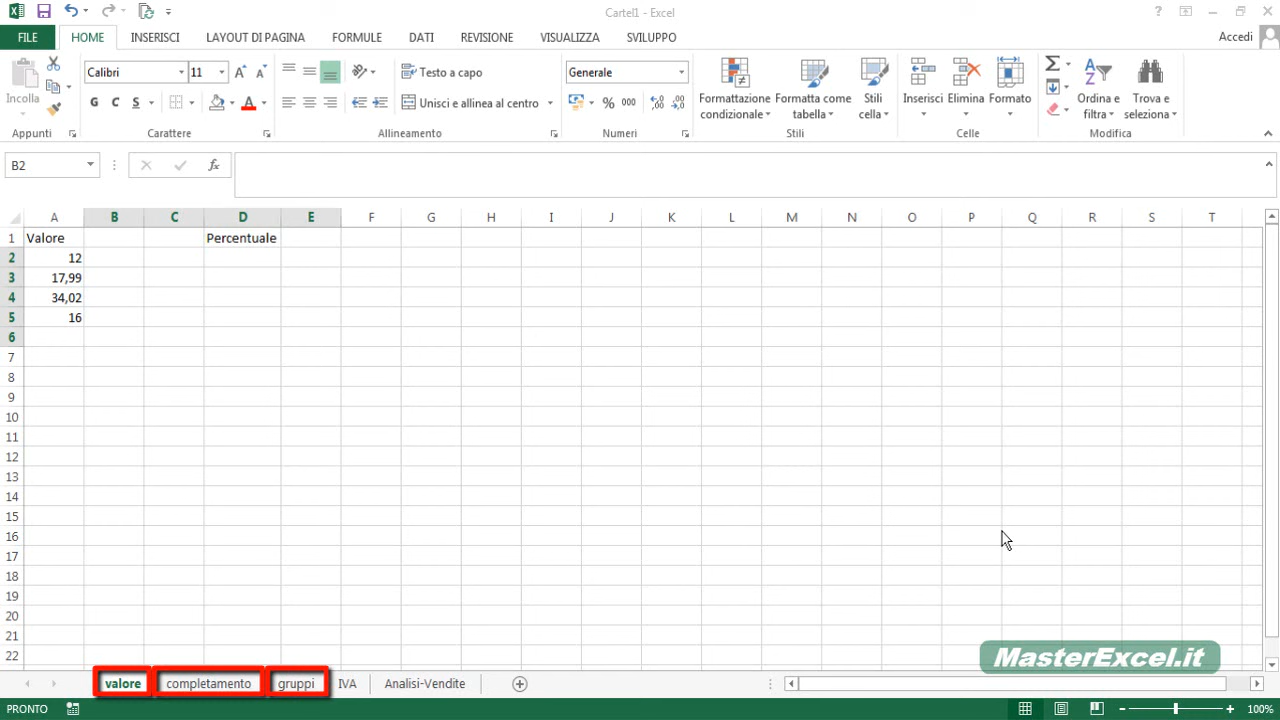 Cartel1 - Excel
?
FILE HOME INSERISCI LAYOUT DI PAGINA FORMULE DATI REVISIONE VISUALIZZA SVILUPPO Accedi
Incolla
Calibri 11
G C S A
Testo a capo
Unisci e allinea al centro
Generale
% 000
Formattazione condizionale
Formatta come tabella
Stili cella
Inserisci
Elimina
Formato
Ordina e filtra
Trova e seleziona
Appunti Carattere Allineamento Numeri Stili Celle Modifica
B2 fx
A B C D E F G H I J K L M N O P Q R S T
1 Valore Percentuale
2 12
3 17,99
4 34,02
5 16
6
7
8
9
10
11
12
13
14
15
16
17
18
19
20
21
22
MasterExcel.it
valore completamento gruppi IVA Analisi-Vendite
PRONTO 100%